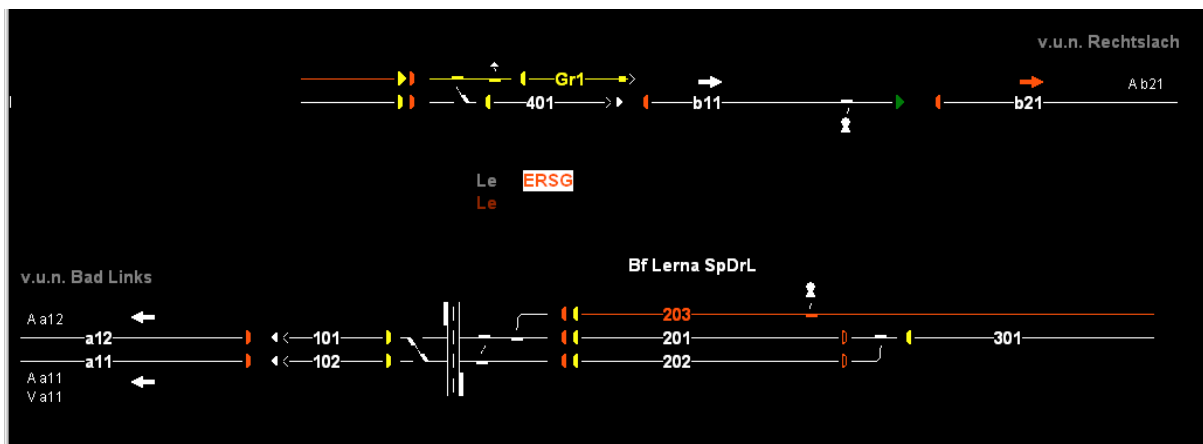 v.u.n. Rechtslach
Gr1
A b21
401 b11 b21
Le ERSG
Le
Bf Lerna SpDrL
v.u.n. Bad Links
A a12
203
a12 101 201 301
a11 102 202
A a11
V a11